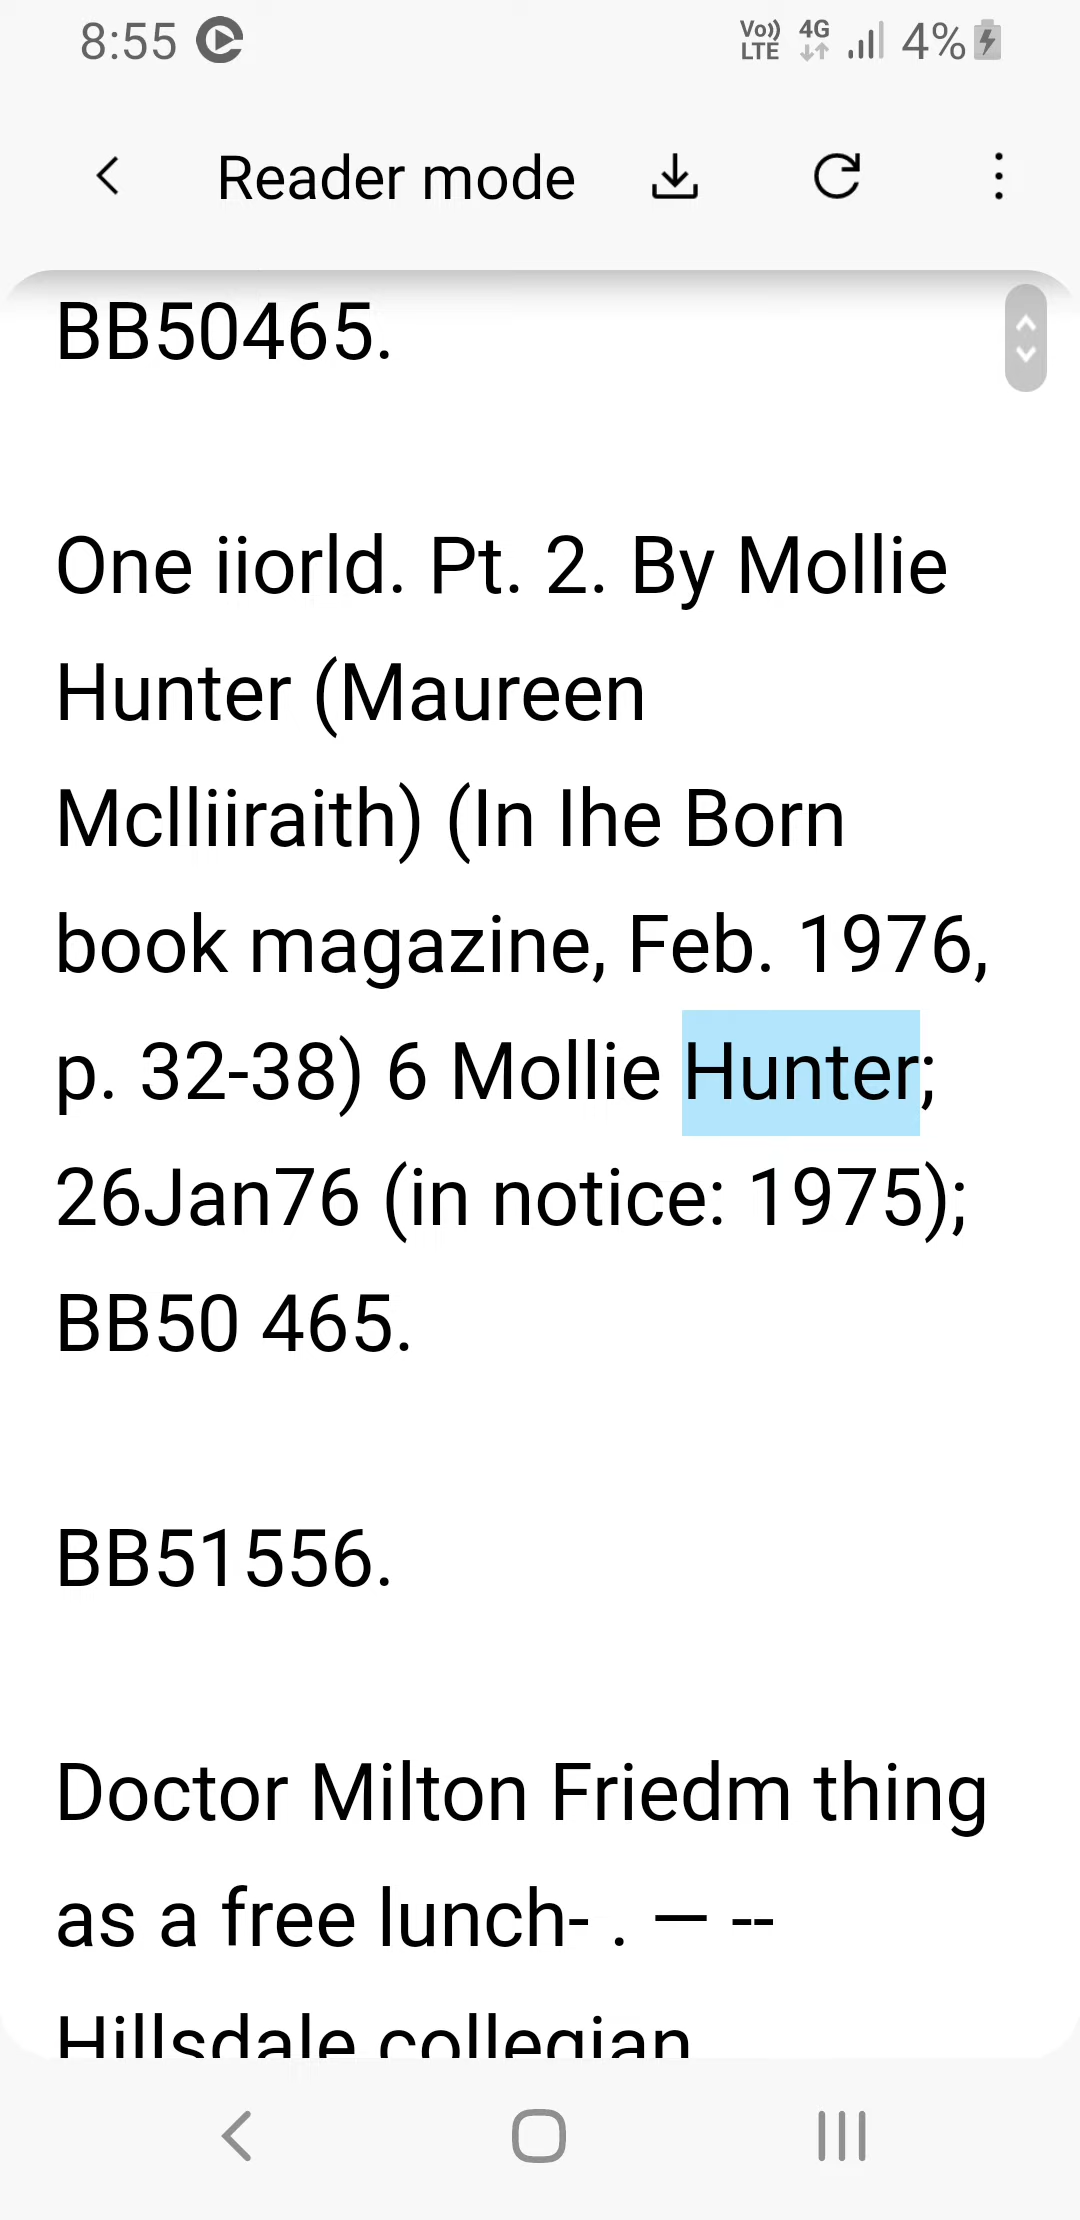 8:55 Vo)) LTE 4G 4%
Reader mode
BB50465.
One iiorld. Pt. 2. By Mollie
Hunter (Maureen
Mclliiraith) (In Ihe Born
book magazine, Feb. 1976,
p. 32-38) 6 Mollie Hunter;
26Jan76 (in notice: 1975);
BB50 465.
BB51556.
Doctor Milton Friedm thing
as a free lunch- . — --
Hillsdale collegian